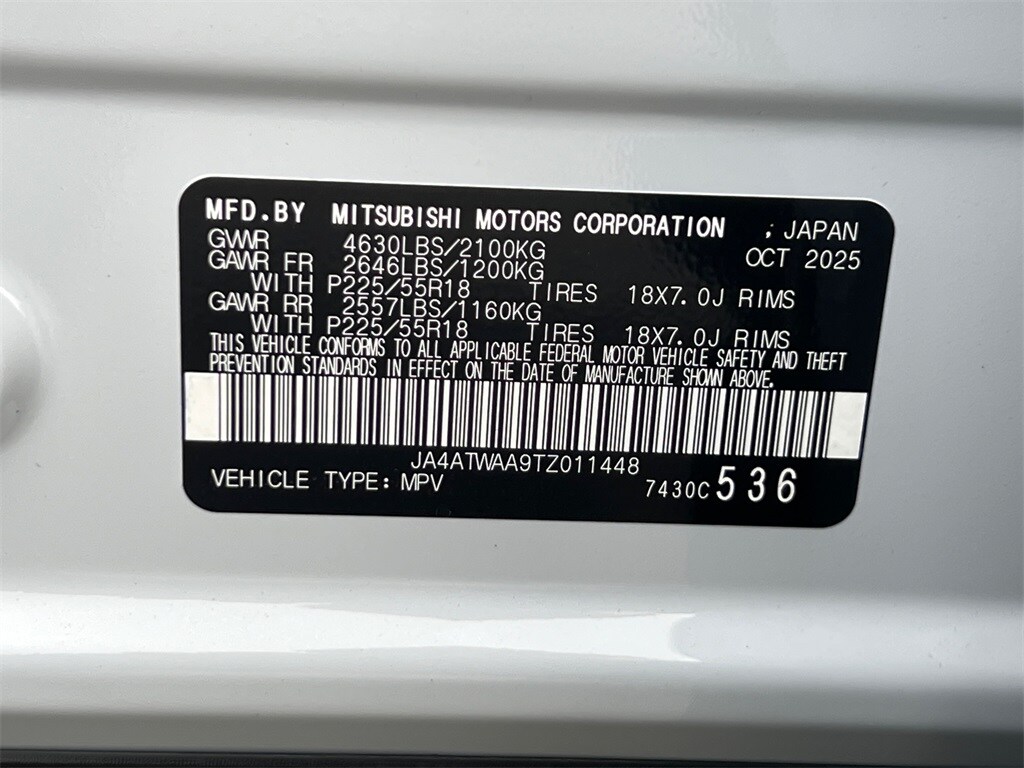 MFD.BY MITSUBISHI MOTORS CORPORATION ; JAPAN
GVWR 4630LBS/2100KG OCT 2025
GAWR FR 2646LBS/1200KG
WITH P225/55R18 TIRES 18X7.0J RIMS
GAWR RR 2557LBS/1160KG
WITH P225/55R18 TIRES 18X7.0J RIMS
THIS VEHICLE CONFORMS TO ALL APPLICABLE FEDERAL MOTOR VEHICLE SAFETY AND THEFT
PREVENTION STANDARDS IN EFFECT ON THE DATE OF MANUFACTURE SHOWN ABOVE.
JA4ATWAA9TZ011448
VEHICLE TYPE: MPV 7430C 536